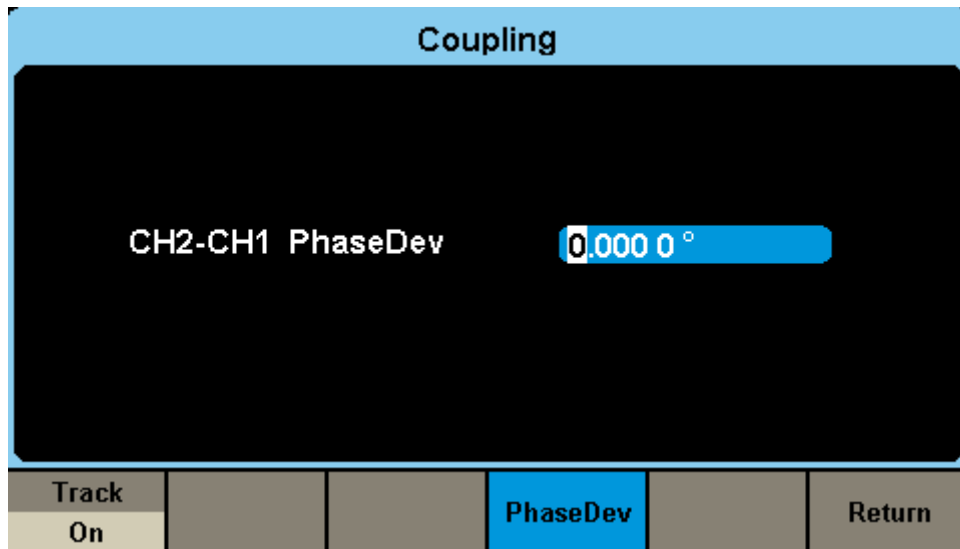 Coupling
CH2-CH1 PhaseDev 0.000 0 °
Track
On
PhaseDev
Return